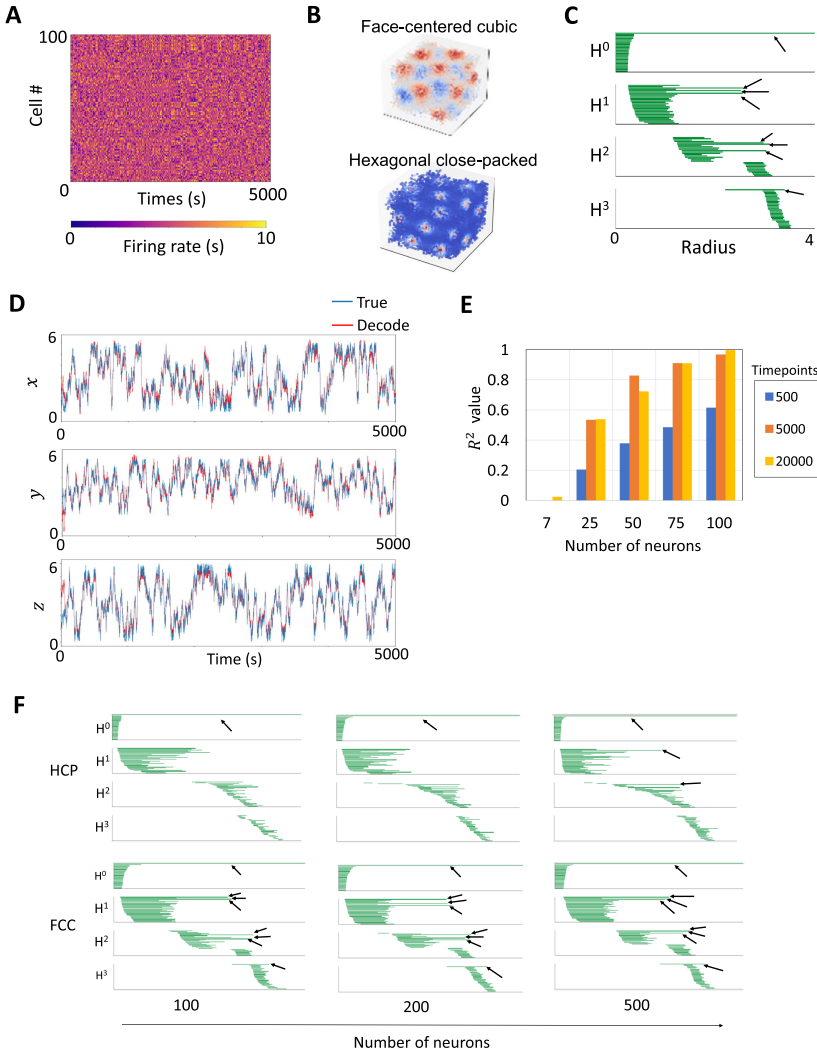 A
100
Cell #
0
Times (s)
5000
0
10
Firing rate (s)
B
Face-centered cubic
Hexagonal close-packed
C
H⁰
H¹
H²
H³
0
Radius
4
D
True
Decode
6
x
0
0
5000
6
y
0
0
5000
6
z
0
0
Time (s)
5000
E
1
0.8
0.6
0.4
0.2
0
R² value
7
25
50
75
100
Number of neurons
Timepoints
500
5000
20000
F
HCP
H⁰
H¹
H²
H³
FCC
H⁰
H¹
H²
H³
100
200
500
Number of neurons